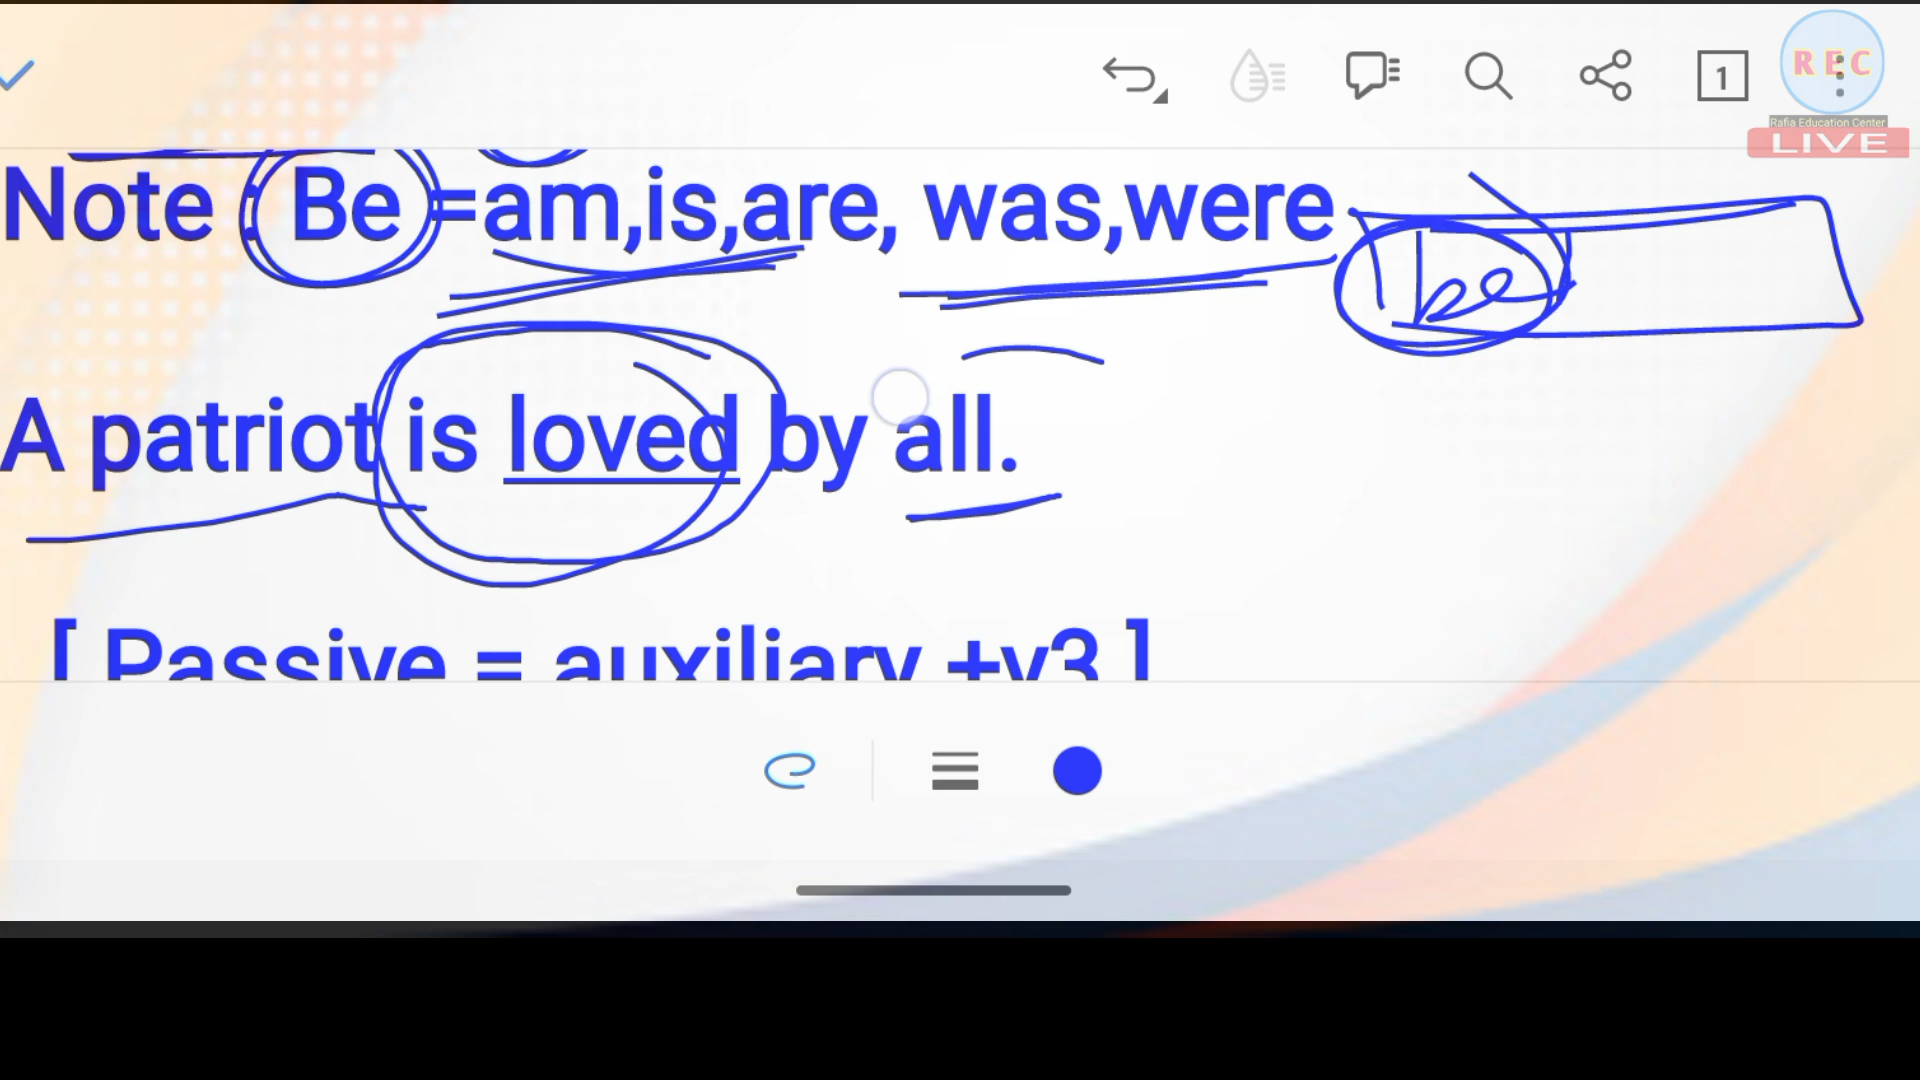 1
REC
Rafia Education Center
LIVE
Note : Be =am,is,are, was,were
be
A patriot is loved by all.
[ Passive = auxiliary +v3 ]